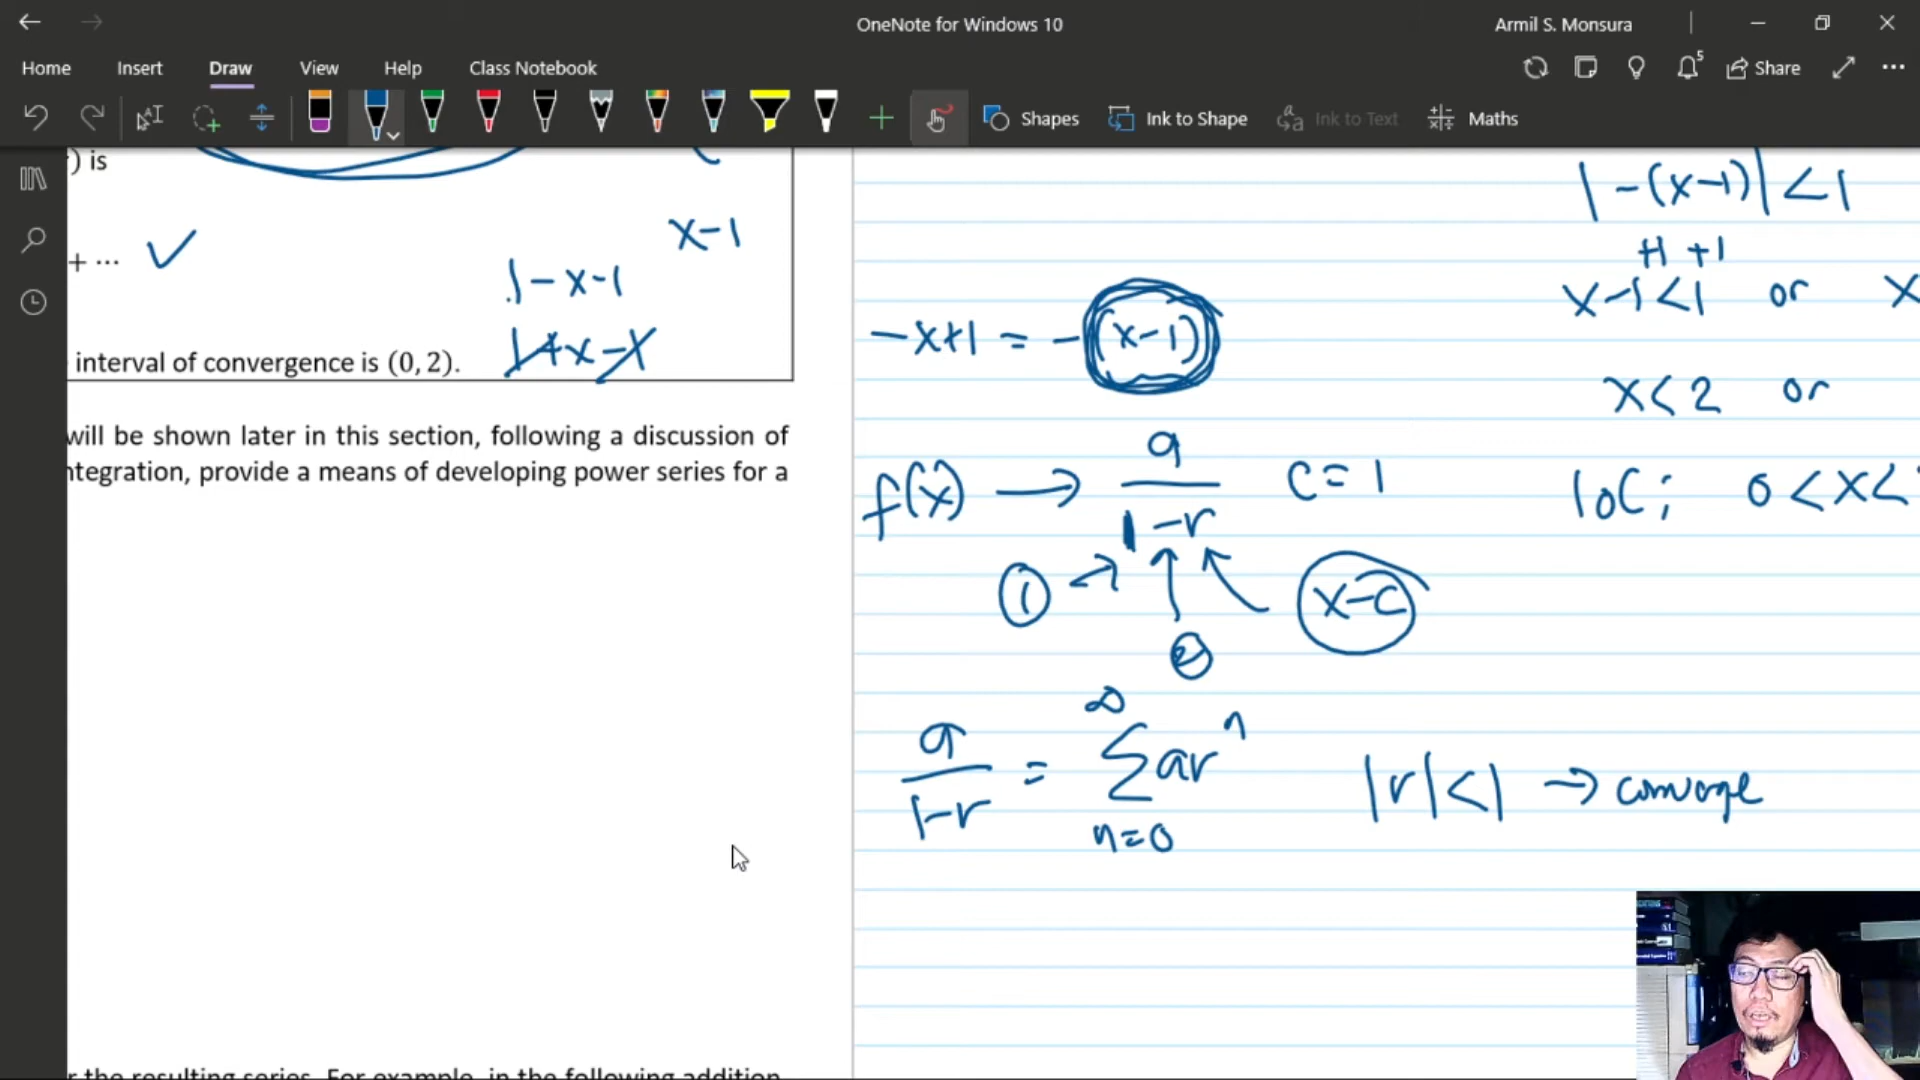 OneNote for Windows 10
Armil S. Monsura
Home Insert Draw View Help Class Notebook
5 Share
Shapes Ink to Shape Ink to Text Maths
) is
+ ⋯ ✓
x-1
1-x-1
1+x-1
interval of convergence is (0, 2).
will be shown later in this section, following a discussion of
ntegration, provide a means of developing power series for a
r the resulting series. For example, in the following addition
|-(x-1)|<1
+1 +1
x-1<1 or x
-x+1 = -(x-1)
x<2 or
f(x) → a/(1-r) c=1
IOC; 0<x<
① → ↑ x-c
②
a/(1-r) = ∞ Σ n=0 ar^n |r|<1 → converge